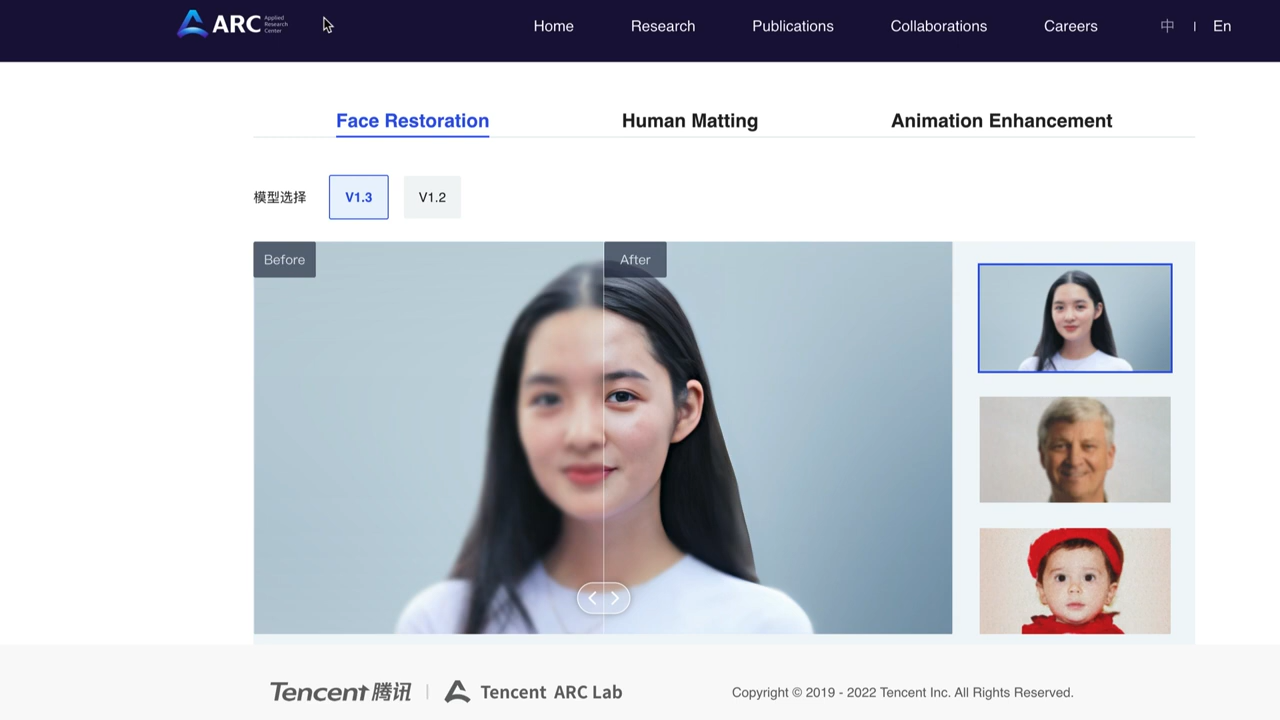 ARC Applied Research Center
Home Research Publications Collaborations Careers 中 | En
Face Restoration Human Matting Animation Enhancement
模型选择 V1.3 V1.2
Before After
Tencent 腾讯 | Tencent ARC Lab Copyright © 2019 - 2022 Tencent Inc. All Rights Reserved.